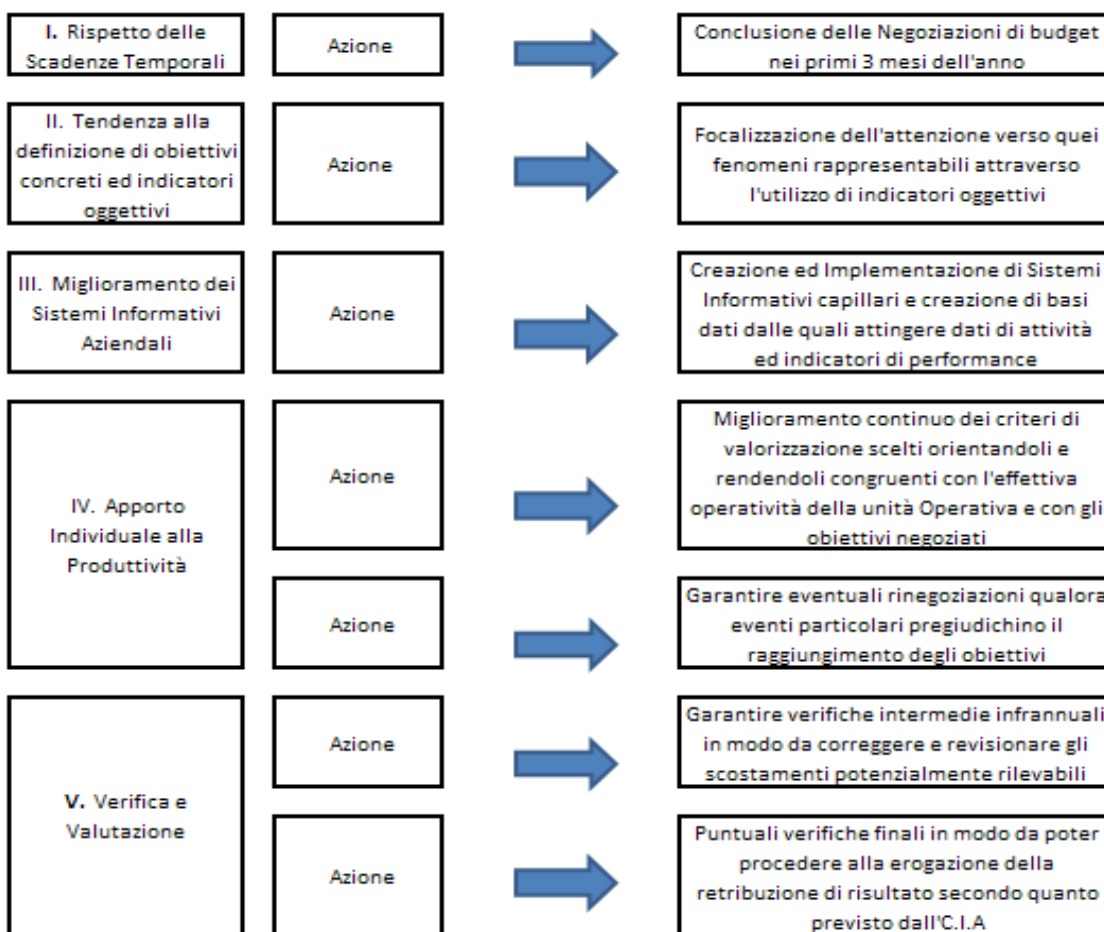 I. Rispetto delle
Scadenze Temporali
Azione
Conclusione delle Negoziazioni di budget
nei primi 3 mesi dell'anno
II. Tendenza alla
definizione di obiettivi
concreti ed indicatori
oggettivi
Azione
Focalizzazione dell'attenzione verso quei
fenomeni rappresentabili attraverso
l'utilizzo di indicatori oggettivi
III. Miglioramento dei
Sistemi Informativi
Aziendali
Azione
Creazione ed Implementazione di Sistemi
Informativi capillari e creazione di basi
dati dalle quali attingere dati di attività
ed indicatori di performance
IV. Apporto
Individuale alla
Produttività
Azione
Miglioramento continuo dei criteri di
valorizzazione scelti orientandoli e
rendendoli congruenti con l'effettiva
operatività della unità Operativa e con gli
obiettivi negoziati
Azione
Garantire eventuali rinegoziazioni qualora
eventi particolari pregiudichino il
raggiungimento degli obiettivi
V. Verifica e
Valutazione
Azione
Garantire verifiche intermedie infrannuali
in modo da correggere e revisionare gli
scostamenti potenzialmente rilevabili
Azione
Puntuali verifiche finali in modo da poter
procedere alla erogazione della
retribuzione di risultato secondo quanto
previsto dall'C.I.A